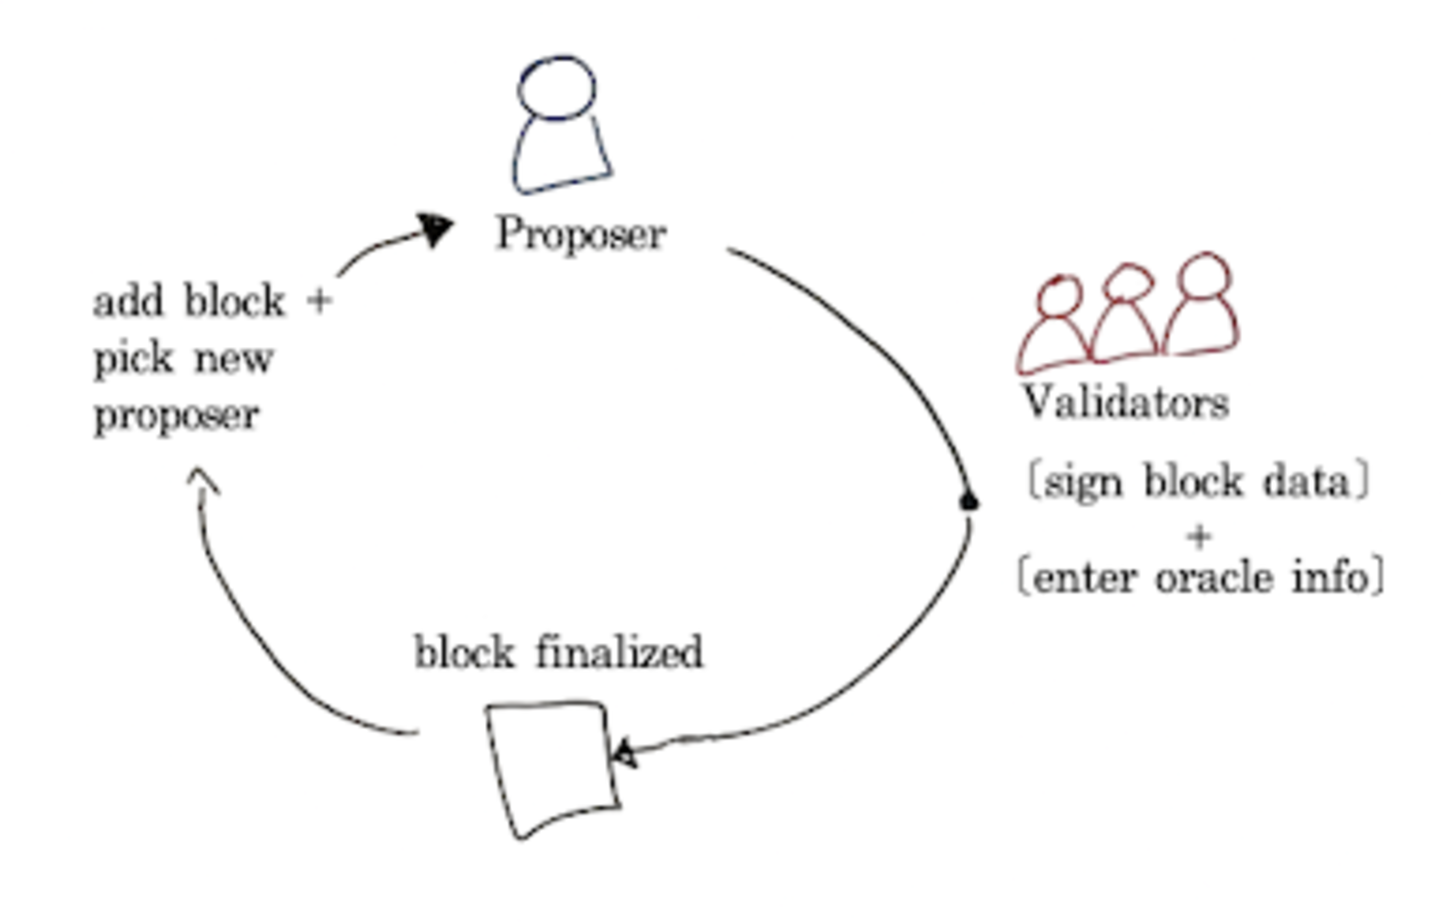 Proposer
add block +
pick new
proposer
Validators
[sign block data]
+
[enter oracle info]
block finalized